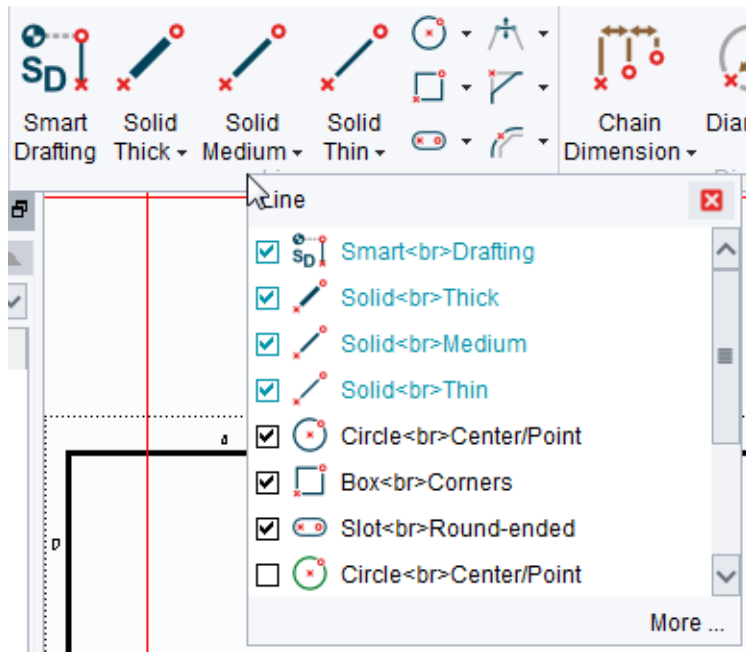 Smart Solid Solid Solid Chain
Drafting Thick Medium Thin Dimension
Line
Smart<br>Drafting
Solid<br>Thick
Solid<br>Medium
Solid<br>Thin
Circle<br>Center/Point
Box<br>Corners
Slot<br>Round-ended
Circle<br>Center/Point
More ...